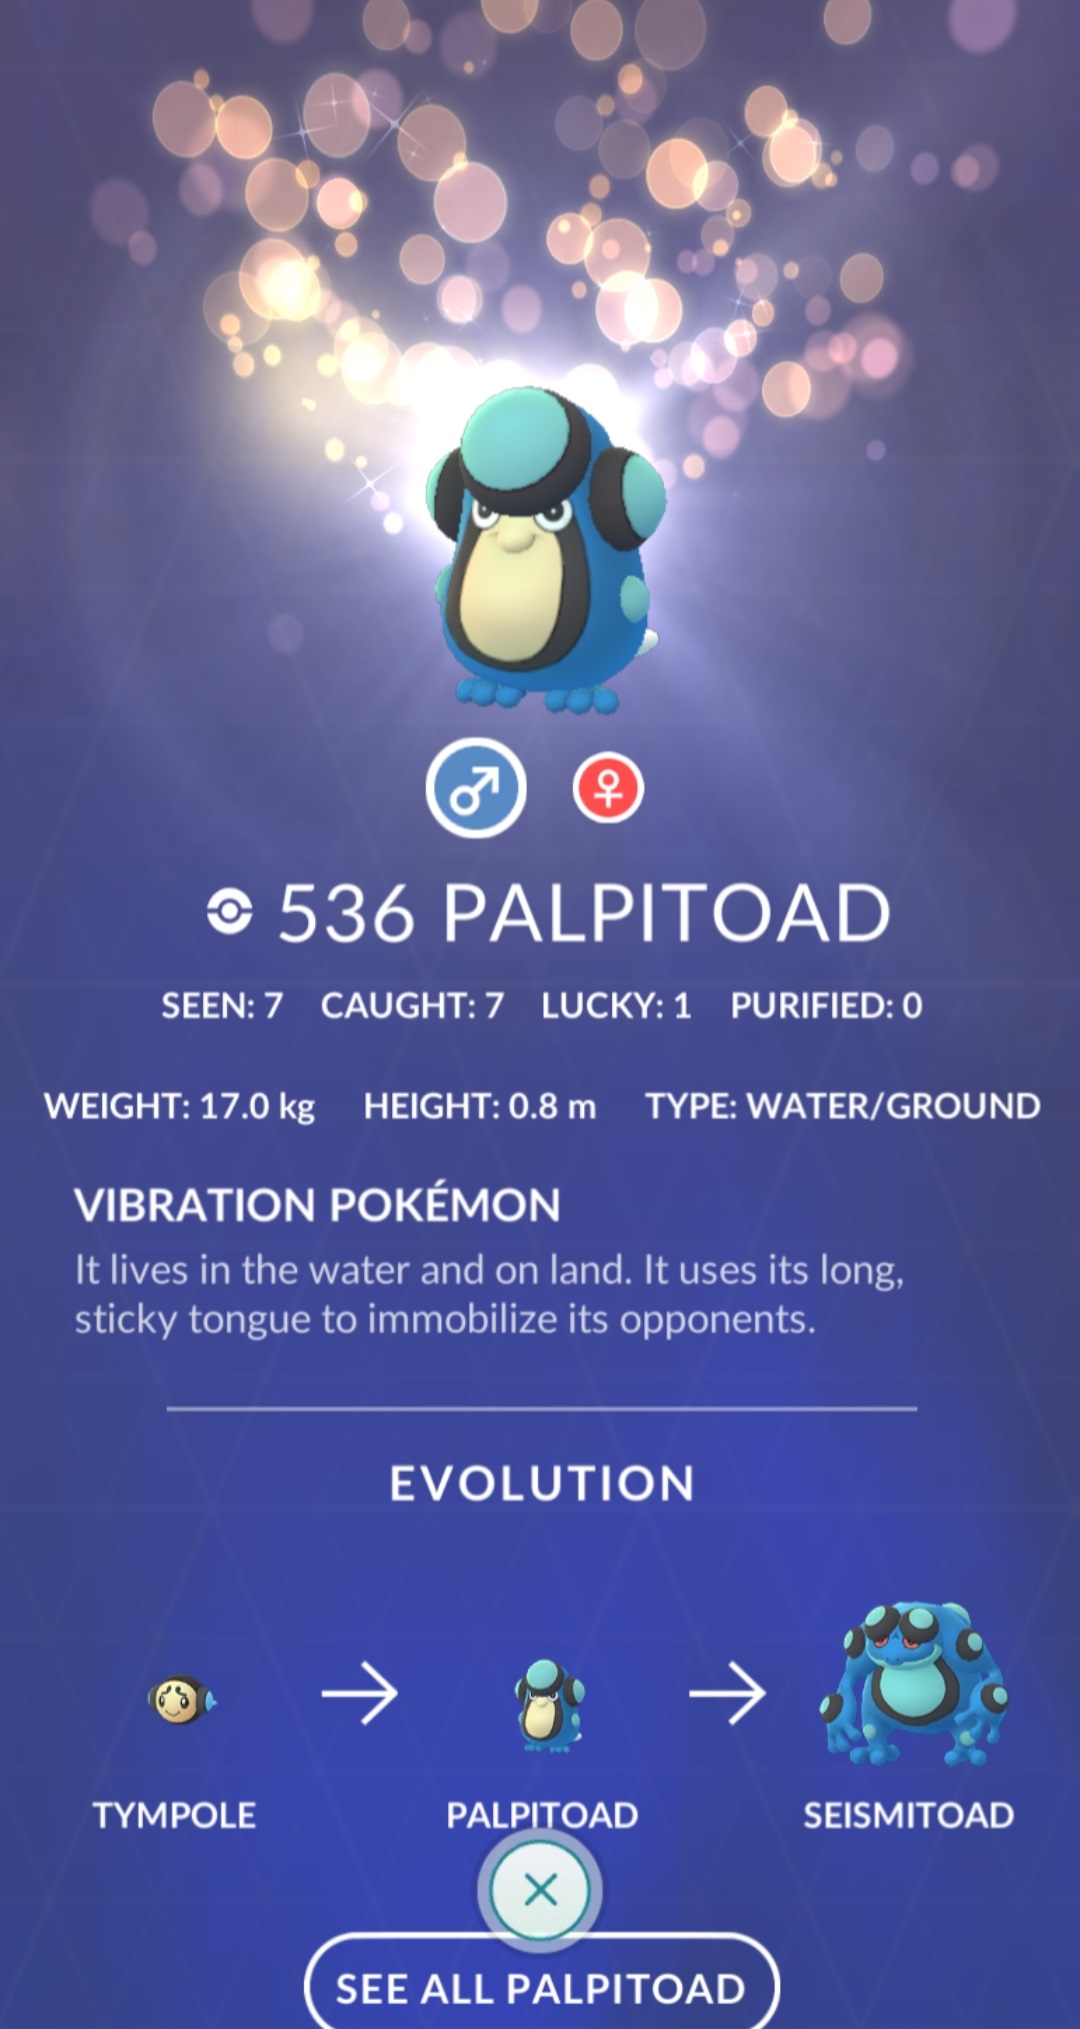 536 PALPITOAD
SEEN: 7 CAUGHT: 7 LUCKY: 1 PURIFIED: 0
WEIGHT: 17.0 kg HEIGHT: 0.8 m TYPE: WATER/GROUND
VIBRATION POKÉMON
It lives in the water and on land. It uses its long,
sticky tongue to immobilize its opponents.
EVOLUTION
TYMPOLE PALPITOAD SEISMITOAD
SEE ALL PALPITOAD